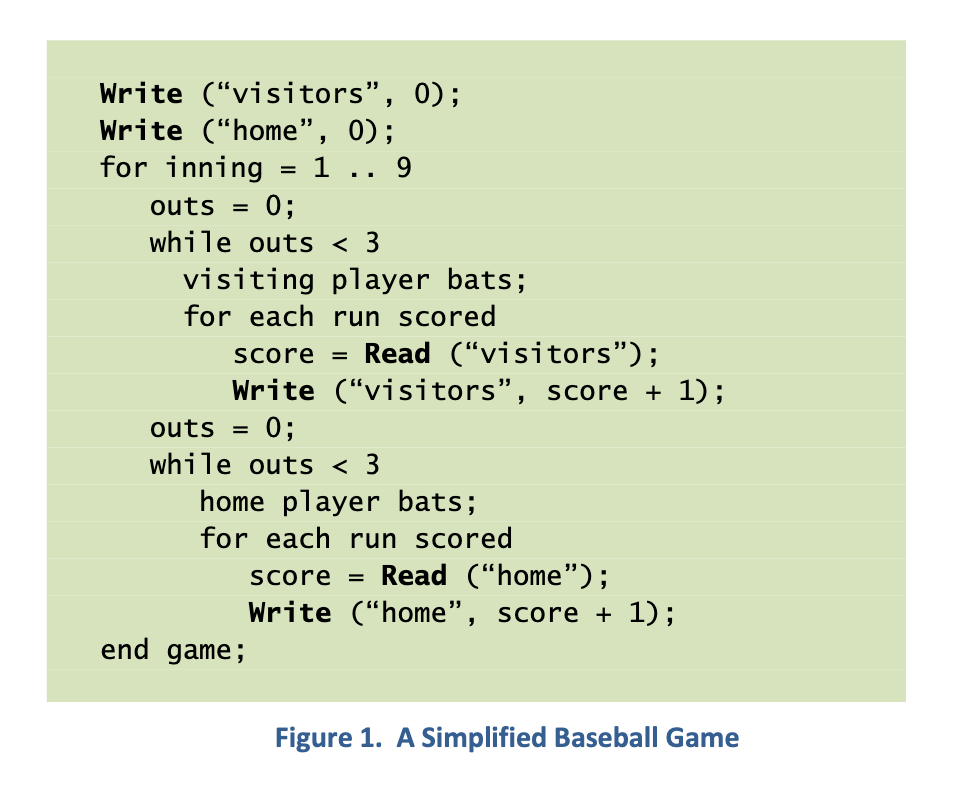 Write (“visitors”, 0);
Write (“home”, 0);
for inning = 1 .. 9
outs = 0;
while outs < 3
visiting player bats;
for each run scored
score = Read (“visitors”);
Write (“visitors”, score + 1);
outs = 0;
while outs < 3
home player bats;
for each run scored
score = Read (“home”);
Write (“home”, score + 1);
end game;
Figure 1. A Simplified Baseball Game